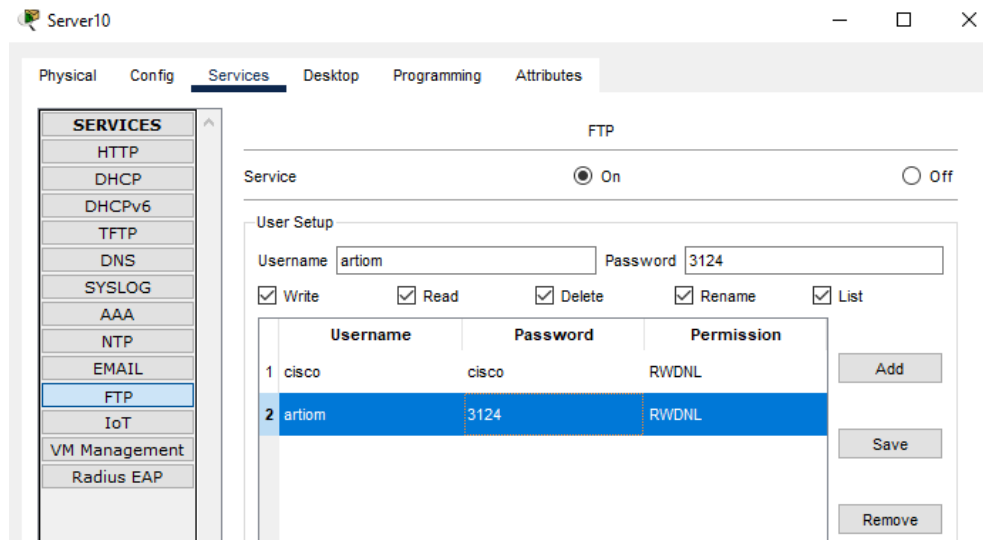 Server10
Physical Config Services Desktop Programming Attributes
SERVICES
HTTP
DHCP
DHCPv6
TFTP
DNS
SYSLOG
AAA
NTP
EMAIL
FTP
IoT
VM Management
Radius EAP
FTP
Service On Off
User Setup
Username artiom Password 3124
Write Read Delete Rename List
Username Password Permission
1 cisco cisco RWDNL
2 artiom 3124 RWDNL
Add
Save
Remove